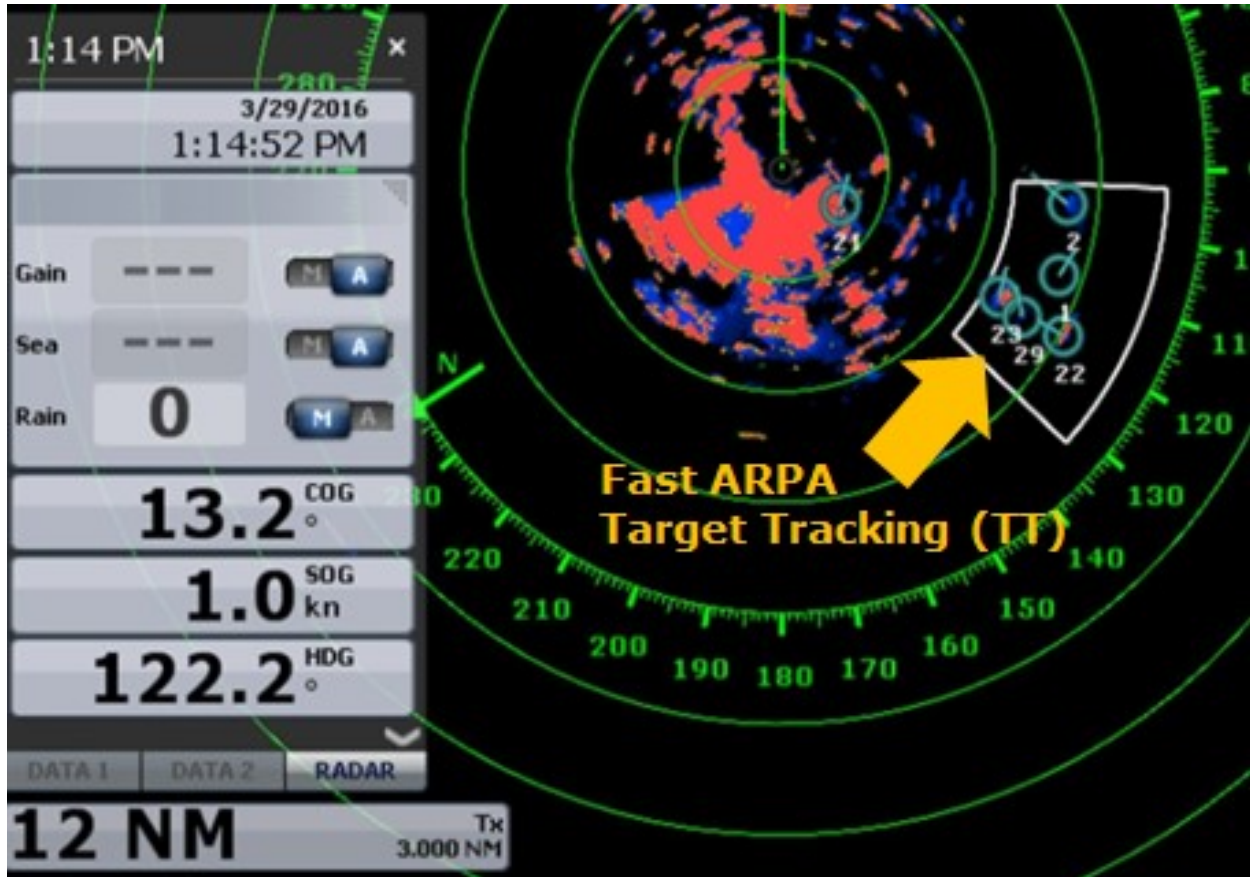 1:14 PM ×
3/29/2016
1:14:52 PM
Gain --- M A
Sea --- M A
Rain 0 M A
13.2 ° COG
1.0 kn SOG
122.2 ° HDG
DATA 1 DATA 2 RADAR
12 NM Tx
3.000 NM
280
N
230
220
210
200
190
180
170
160
150
140
130
120
11
21
2
1
23
29
22
Fast ARPA
Target Tracking (TT)